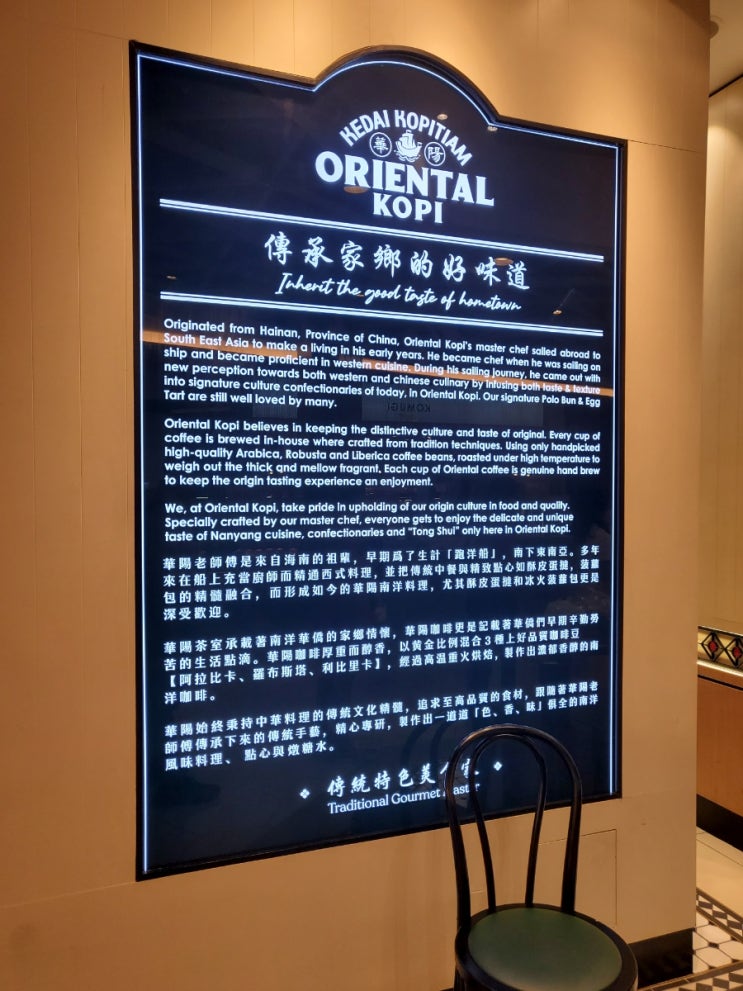 KEDAI KOPITIAM
華 陽
ORIENTAL
KOPI
傳承家鄉的好味道
Inherit the good taste of hometown
Originated from Hainan, Province of China, Oriental Kopi's master chef sailed abroad to
South East Asia to make a living in his early years. He became chef when he was sailing on
ship and became proficient in western cuisine. During his sailing journey, he came out with
new perception towards both western and chinese culinary by infusing both taste & texture
into signature culture confectionaries of today, in Oriental Kopi. Our signature Polo Bun & Egg
Tart are still well loved by many.
Oriental Kopi believes in keeping the distinctive culture and taste of original. Every cup of
coffee is brewed in-house where crafted from tradition techniques. Using only handpicked
high-quality Arabica, Robusta and Liberica coffee beans, roasted under high temperature to
weigh out the thick and mellow fragrant. Each cup of Oriental coffee is genuine hand brew
to keep the origin tasting experience an enjoyment.
We, at Oriental Kopi, take pride in upholding of our origin culture in food and quality.
Specially crafted by our master chef, everyone gets to enjoy the delicate and unique
taste of Nanyang cuisine, confectionaries and "Tong Shui" only here in Oriental Kopi.
華陽老師傅是來自海南的祖輩，早期爲了生計「跑洋船」，南下東南亞。多年
來在船上充當廚師而精通西式料理，並把傳統中餐與精致點心如酥皮蛋撻，菠蘿
包的精髓融合，而形成如今的華陽南洋料理，尤其酥皮蛋撻和冰火菠蘿包更是
深受歡迎。
華陽茶室承載著南洋華僑的家鄉情懷，華陽咖啡更是記載著華僑們早期辛勤勞
苦的生活點滴。華陽咖啡厚重而醇香，以黄金比例混合３種上好品質咖啡豆
【阿拉比卡、羅布斯塔、利比里卡】，經過高温重火烘焙，製作出濃郁香醇的南
洋咖啡。
華陽始終秉持中華料理的傳統文化精髓，追求至高品質的食材，跟隨著華陽老
師傅傳承下來的傳統手藝，精心專研，製作出一道道「色、香、味」俱全的南洋
風味料理、 點心與燉糖水。
傳統特色美 家
Traditional Gourmet Master